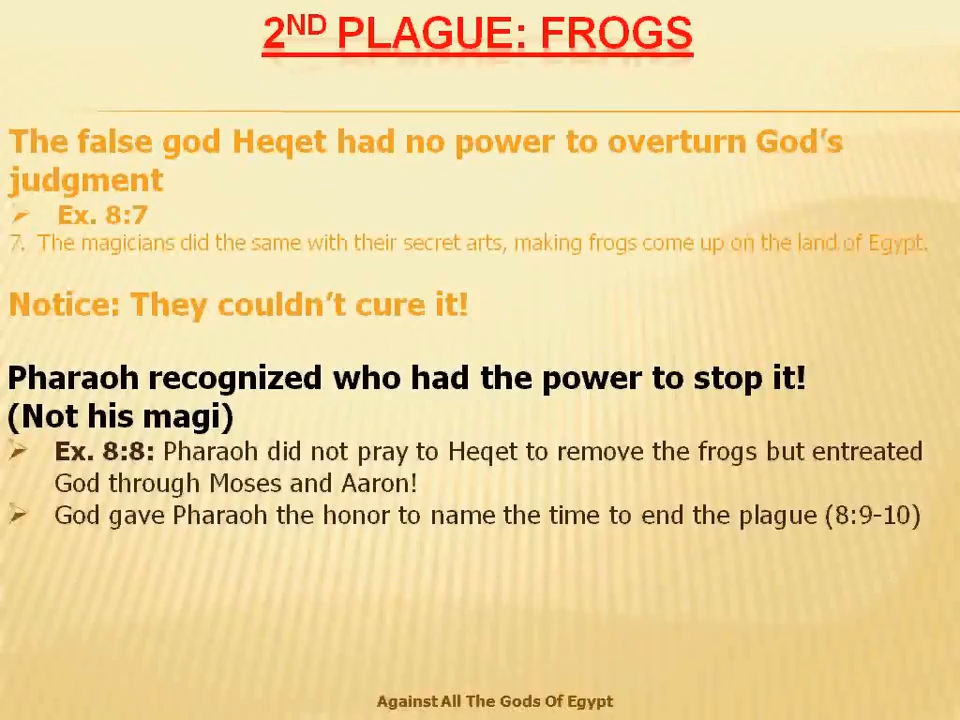 2ND PLAGUE: FROGS
The false god Heqet had no power to overturn God’s
judgment
➢ Ex. 8:7
7. The magicians did the same with their secret arts, making frogs come up on the land of Egypt.
Notice: They couldn’t cure it!
Pharaoh recognized who had the power to stop it!
(Not his magi)
➢ Ex. 8:8: Pharaoh did not pray to Heqet to remove the frogs but entreated
God through Moses and Aaron!
➢ God gave Pharaoh the honor to name the time to end the plague (8:9-10)
Against All The Gods Of Egypt